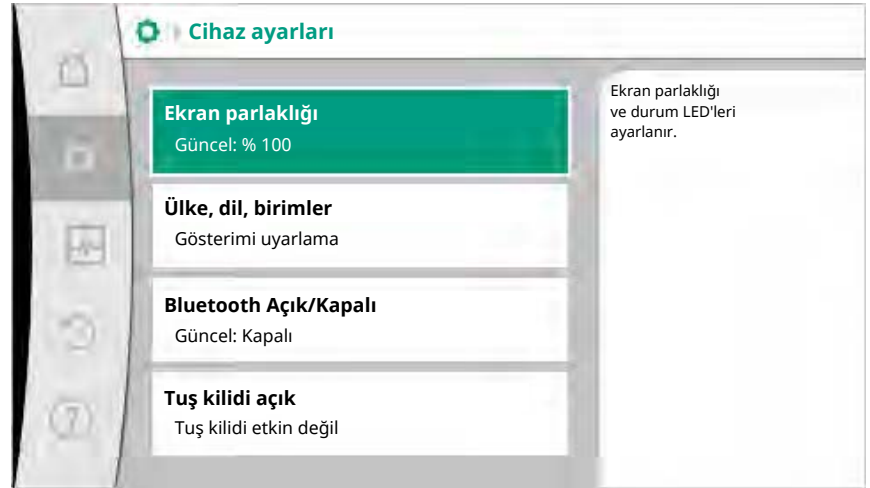 Cihaz ayarları
Ekran parlaklığı
Güncel: % 100
Ülke, dil, birimler
Gösterimi uyarlama
Bluetooth Açık/Kapalı
Güncel: Kapalı
Tuş kilidi açık
Tuş kilidi etkin değil
Ekran parlaklığı
ve durum LED'leri
ayarlanır.